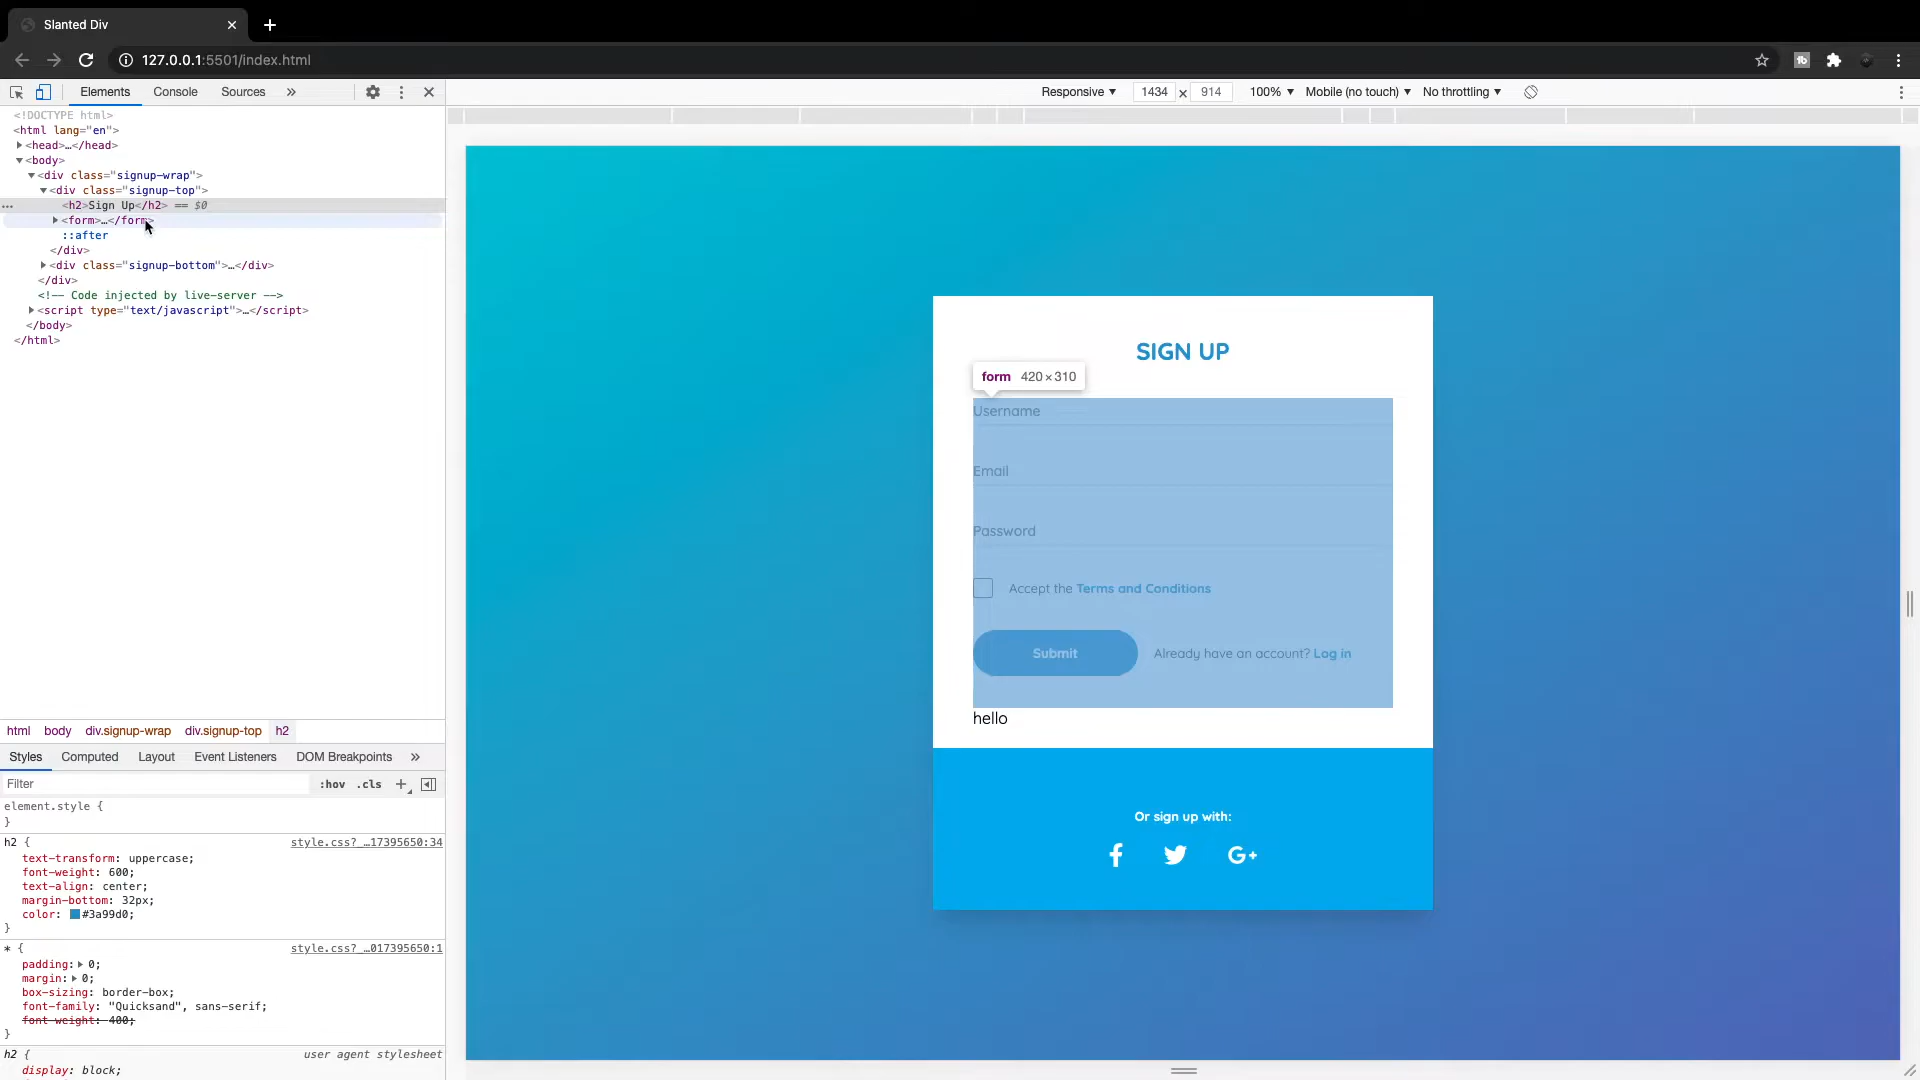 Slanted Div
127.0.0.1:5501/index.html
Elements Console Sources »
Responsive 1434 × 914 100% Mobile (no touch) No throttling
<!DOCTYPE html>
<html lang="en">
<head>…</head>
<body>
<div class="signup-wrap">
<div class="signup-top">
<h2>Sign Up</h2> == $0
<form>…</form>
::after
</div>
<div class="signup-bottom">…</div>
</div>
<!-- Code injected by live-server -->
<script type="text/javascript">…</script>
</body>
</html>
SIGN UP
form 420 × 310
Username
Email
Password
Accept the Terms and Conditions
Submit Already have an account? Log in
hello
Or sign up with:
html body div.signup-wrap div.signup-top h2
Styles Computed Layout Event Listeners DOM Breakpoints »
Filter :hov .cls +
element.style {
}
h2 { style.css?_…17395650:34
text-transform: uppercase;
font-weight: 600;
text-align: center;
margin-bottom: 32px;
color: #3a99d0;
}
* { style.css?_…017395650:1
padding: 0;
margin: 0;
box-sizing: border-box;
font-family: "Quicksand", sans-serif;
font-weight: 400;
}
h2 { user agent stylesheet
display: block;